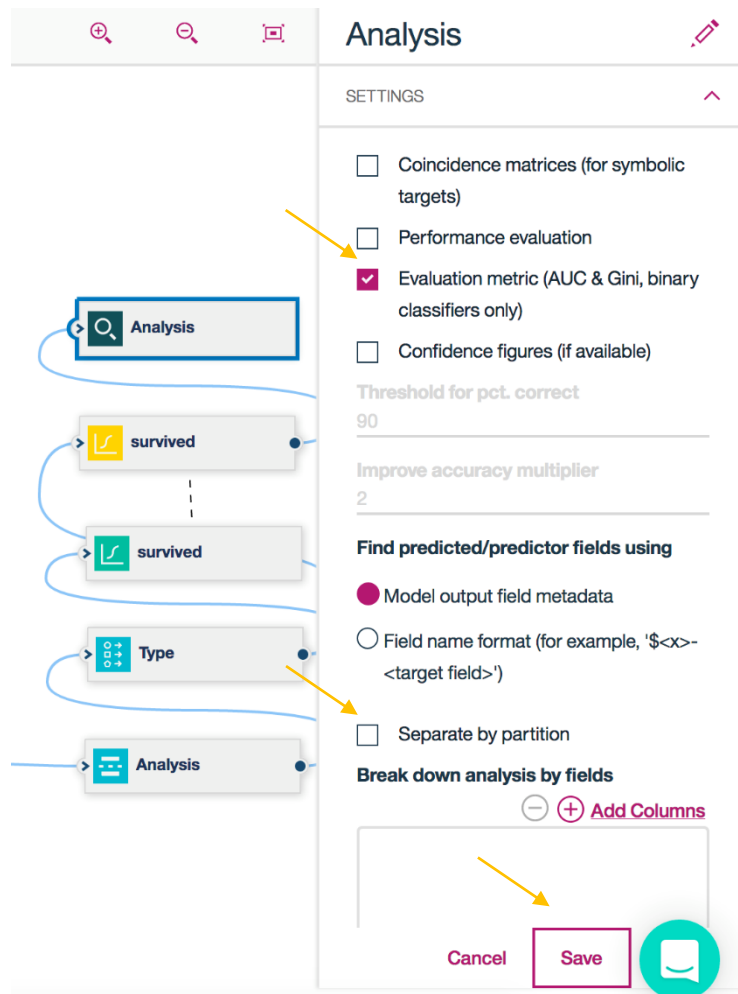 Analysis
SETTINGS
Coincidence matrices (for symbolic
targets)
Performance evaluation
Evaluation metric (AUC & Gini, binary
classifiers only)
Confidence figures (if available)
Threshold for pct. correct
90
Improve accuracy multiplier
2
Find predicted/predictor fields using
Model output field metadata
Field name format (for example, '$<x>-
<target field>')
Separate by partition
Break down analysis by fields
Add Columns
Cancel
Save
Analysis
survived
survived
Type
Analysis